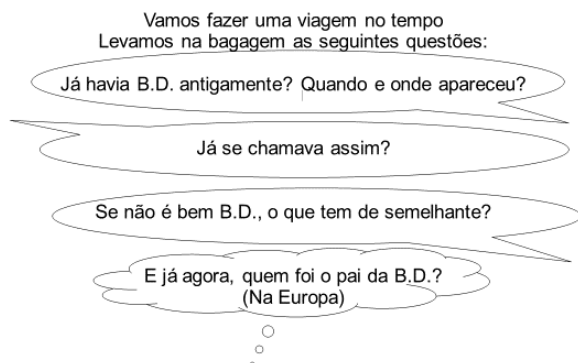 Vamos fazer uma viagem no tempo
Levamos na bagagem as seguintes questões:
Já havia B.D. antigamente? Quando e onde apareceu?
Já se chamava assim?
Se não é bem B.D., o que tem de semelhante?
E já agora, quem foi o pai da B.D.?
(Na Europa)